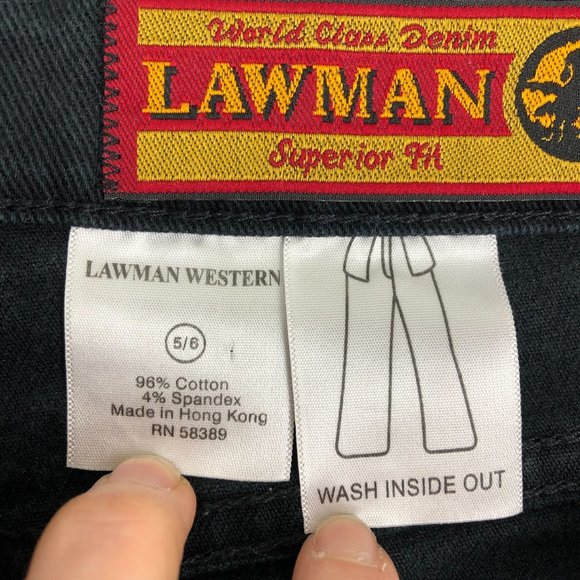 World Class Denim
LAWMAN
Superior Fit
LAWMAN WESTERN
5/6
96% Cotton
4% Spandex
Made in Hong Kong
RN 58389
WASH INSIDE OUT